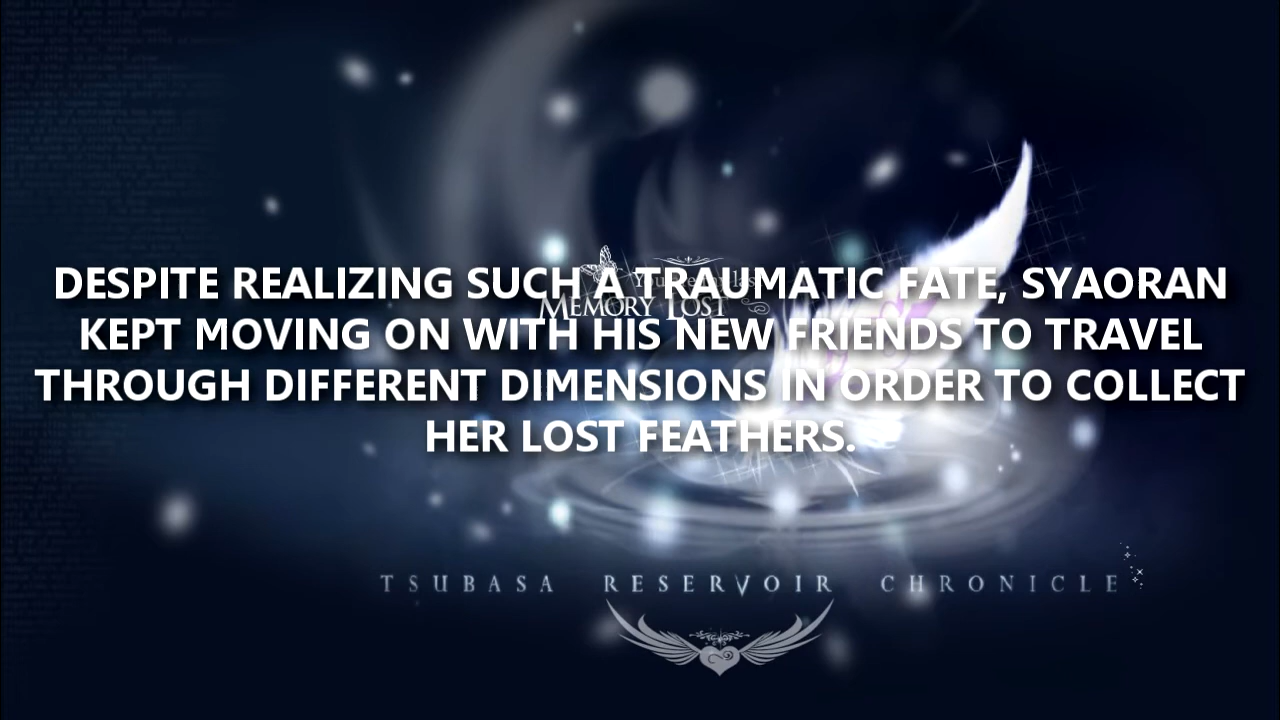 DESPITE REALIZING SUCH A TRAUMATIC FATE, SYAORAN
KEPT MOVING ON WITH HIS NEW FRIENDS TO TRAVEL
THROUGH DIFFERENT DIMENSIONS IN ORDER TO COLLECT
HER LOST FEATHERS.
MEMORY LOST
TSUBASA RESERVOIR CHRONICLE